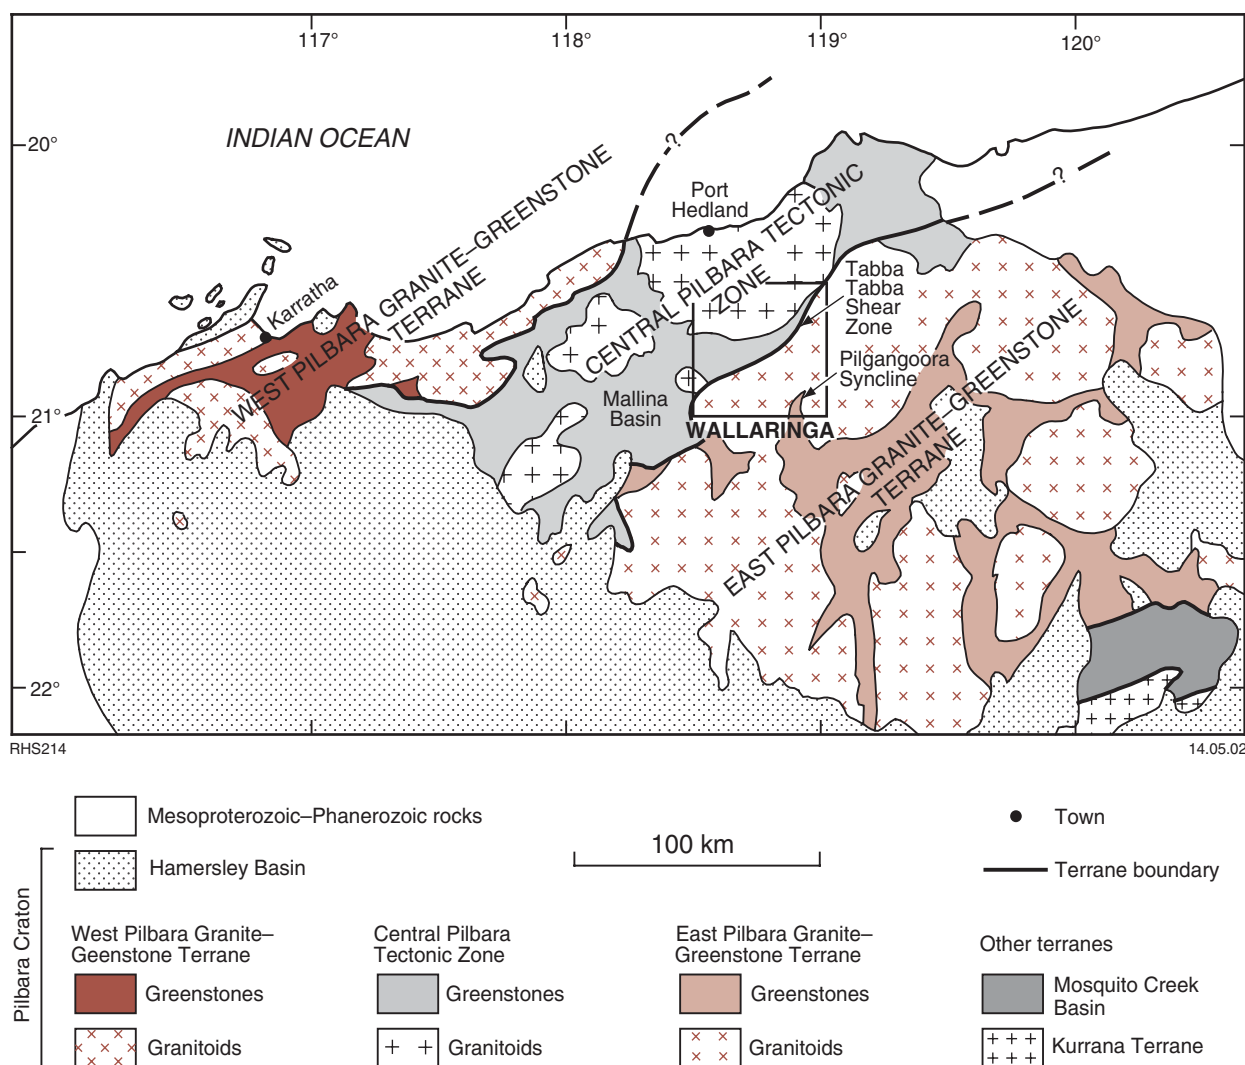 117°
118°
119°
120°
20°
21°
22°
INDIAN OCEAN
WEST PILBARA GRANITE–GREENSTONE
TERRANE
?
Port
Hedland
CENTRAL PILBARA TECTONIC
ZONE
?
Tabba
Tabba
Shear
Zone
Karratha
Pilgangoora
Syncline
Mallina
Basin
WALLARINGA
EAST PILBARA GRANITE–GREENSTONE
TERRANE
RHS214
14.05.02
Mesoproterozoic–Phanerozoic rocks
Hamersley Basin
100 km
Town
Terrane boundary
Pilbara Craton
West Pilbara Granite–
Geenstone Terrane
Greenstones
Granitoids
Central Pilbara
Tectonic Zone
Greenstones
Granitoids
East Pilbara Granite–
Greenstone Terrane
Greenstones
Granitoids
Other terranes
Mosquito Creek
Basin
Kurrana Terrane